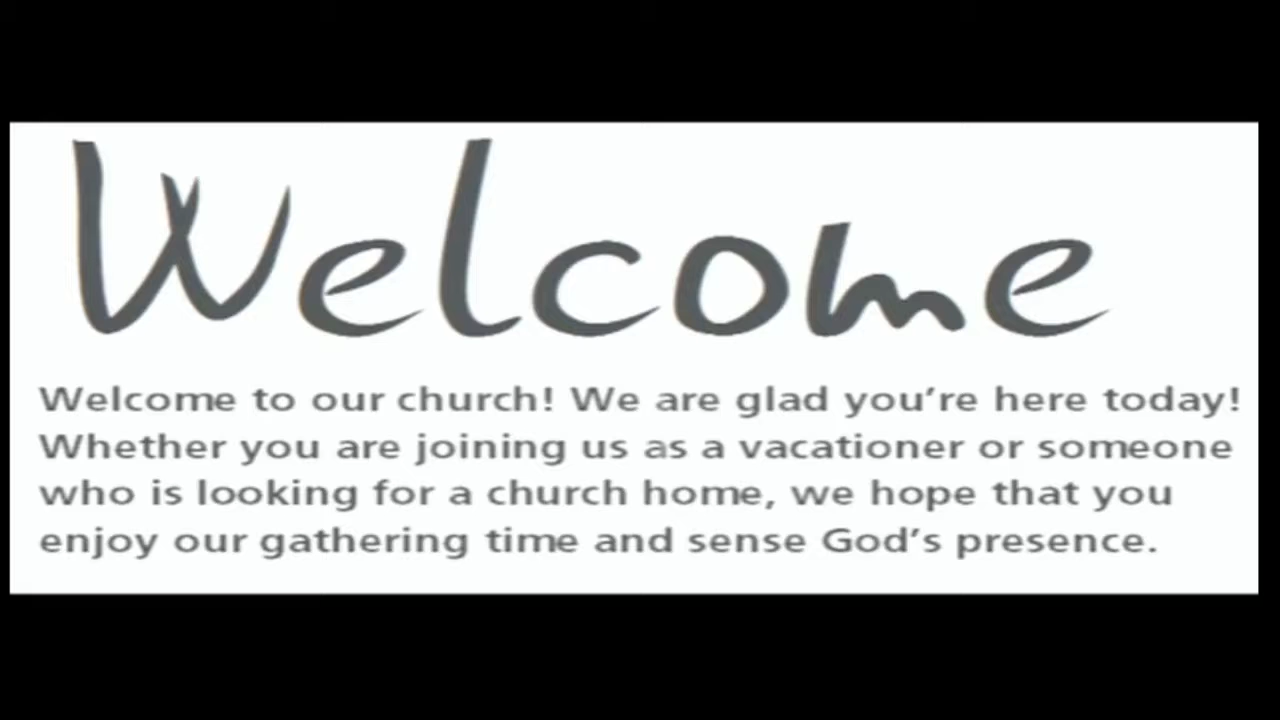 Welcome
Welcome to our church! We are glad you’re here today!
Whether you are joining us as a vacationer or someone
who is looking for a church home, we hope that you
enjoy our gathering time and sense God’s presence.